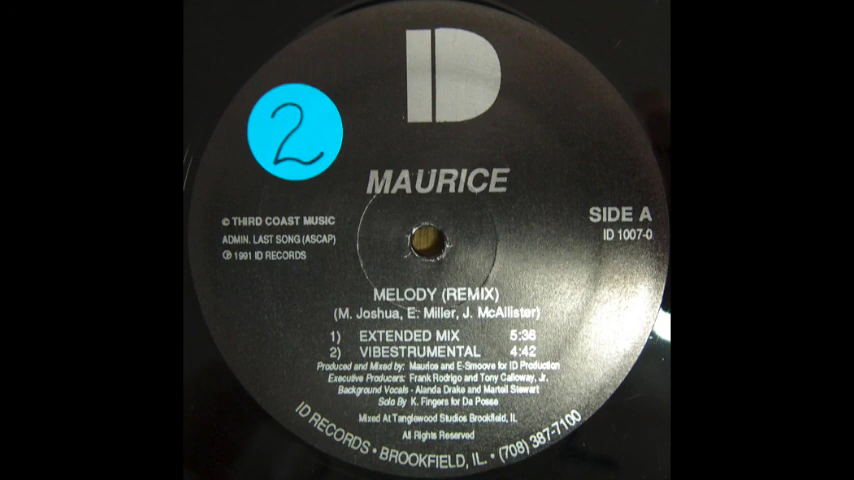 ID
2
MAURICE
© THIRD COAST MUSIC
ADMIN. LAST SONG (ASCAP)
℗ 1991 ID RECORDS
SIDE A
ID 1007-0
MELODY (REMIX)
(M. Joshua, E. Miller, J. McAllister)
1) EXTENDED MIX 5:36
2) VIBESTRUMENTAL 4:42
Produced and Mixed by: Maurice and E-Smoove for ID Production
Executive Producers: Frank Rodrigo and Tony Calloway, Jr.
Background Vocals - Alanda Drake and Martell Stewart
Solo By K. Fingers for Da Posse
Mixed At Tanglewood Studios Brookfield, IL
All Rights Reserved
ID RECORDS • BROOKFIELD, IL. • (708) 387-7100